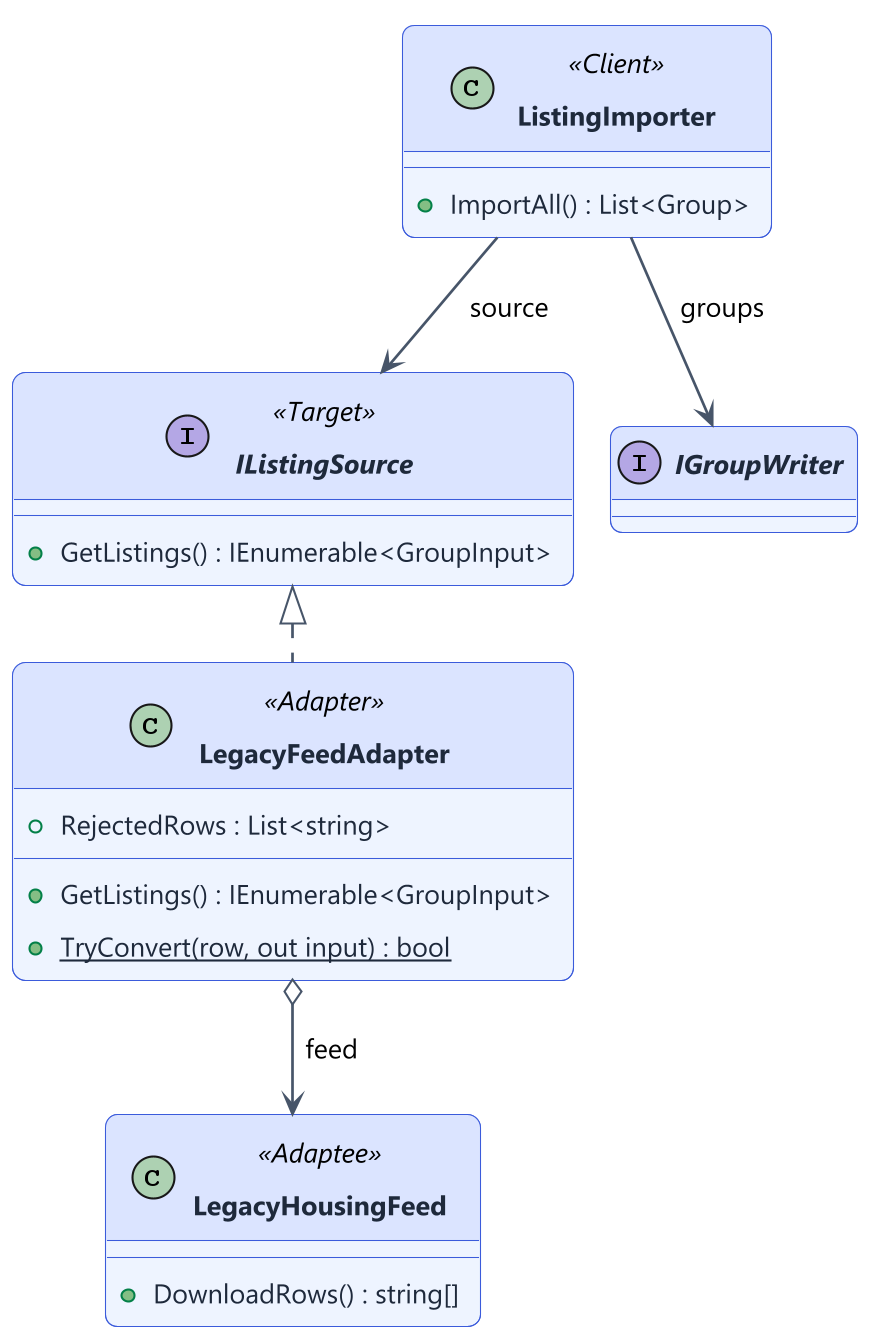 «Client»
C
ListingImporter
ImportAll() : List<Group>
source
groups
«Target»
I
IListingSource
GetListings() : IEnumerable<GroupInput>
I
IGroupWriter
«Adapter»
C
LegacyFeedAdapter
RejectedRows : List<string>
GetListings() : IEnumerable<GroupInput>
TryConvert(row, out input) : bool
feed
«Adaptee»
C
LegacyHousingFeed
DownloadRows() : string[]